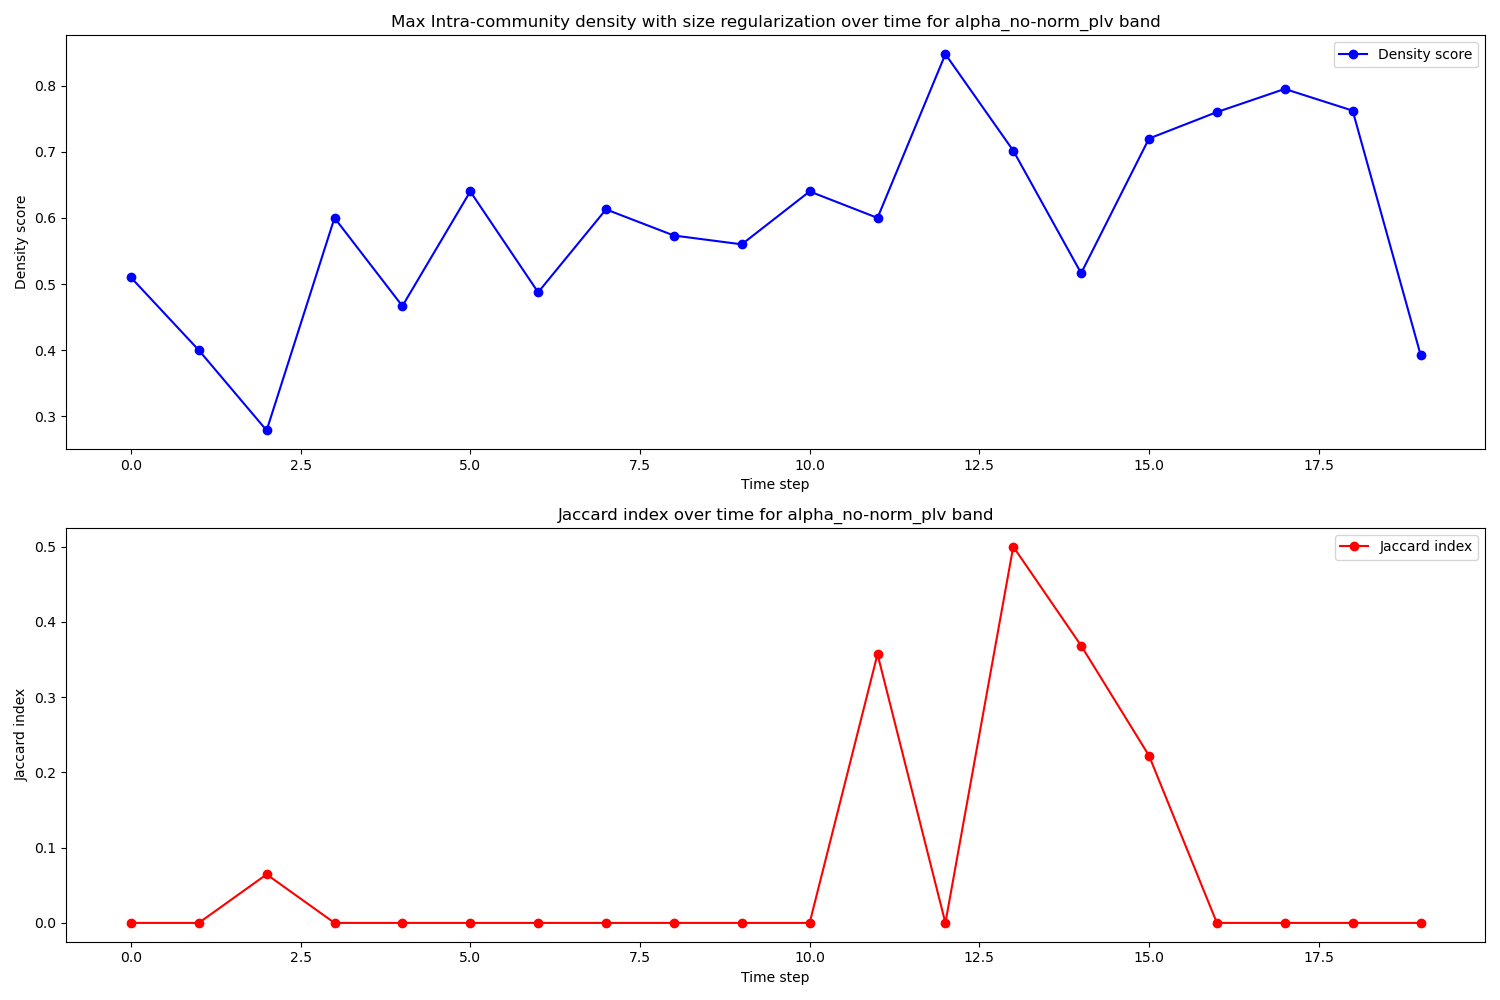 Max Intra-community density with size regularization over time for alpha_no-norm_plv band
Density score
Density score
0.8
0.7
0.6
0.5
0.4
0.3
0.0 2.5 5.0 7.5 10.0 12.5 15.0 17.5
Time step
Jaccard index over time for alpha_no-norm_plv band
Jaccard index
Jaccard index
0.5
0.4
0.3
0.2
0.1
0.0
0.0 2.5 5.0 7.5 10.0 12.5 15.0 17.5
Time step